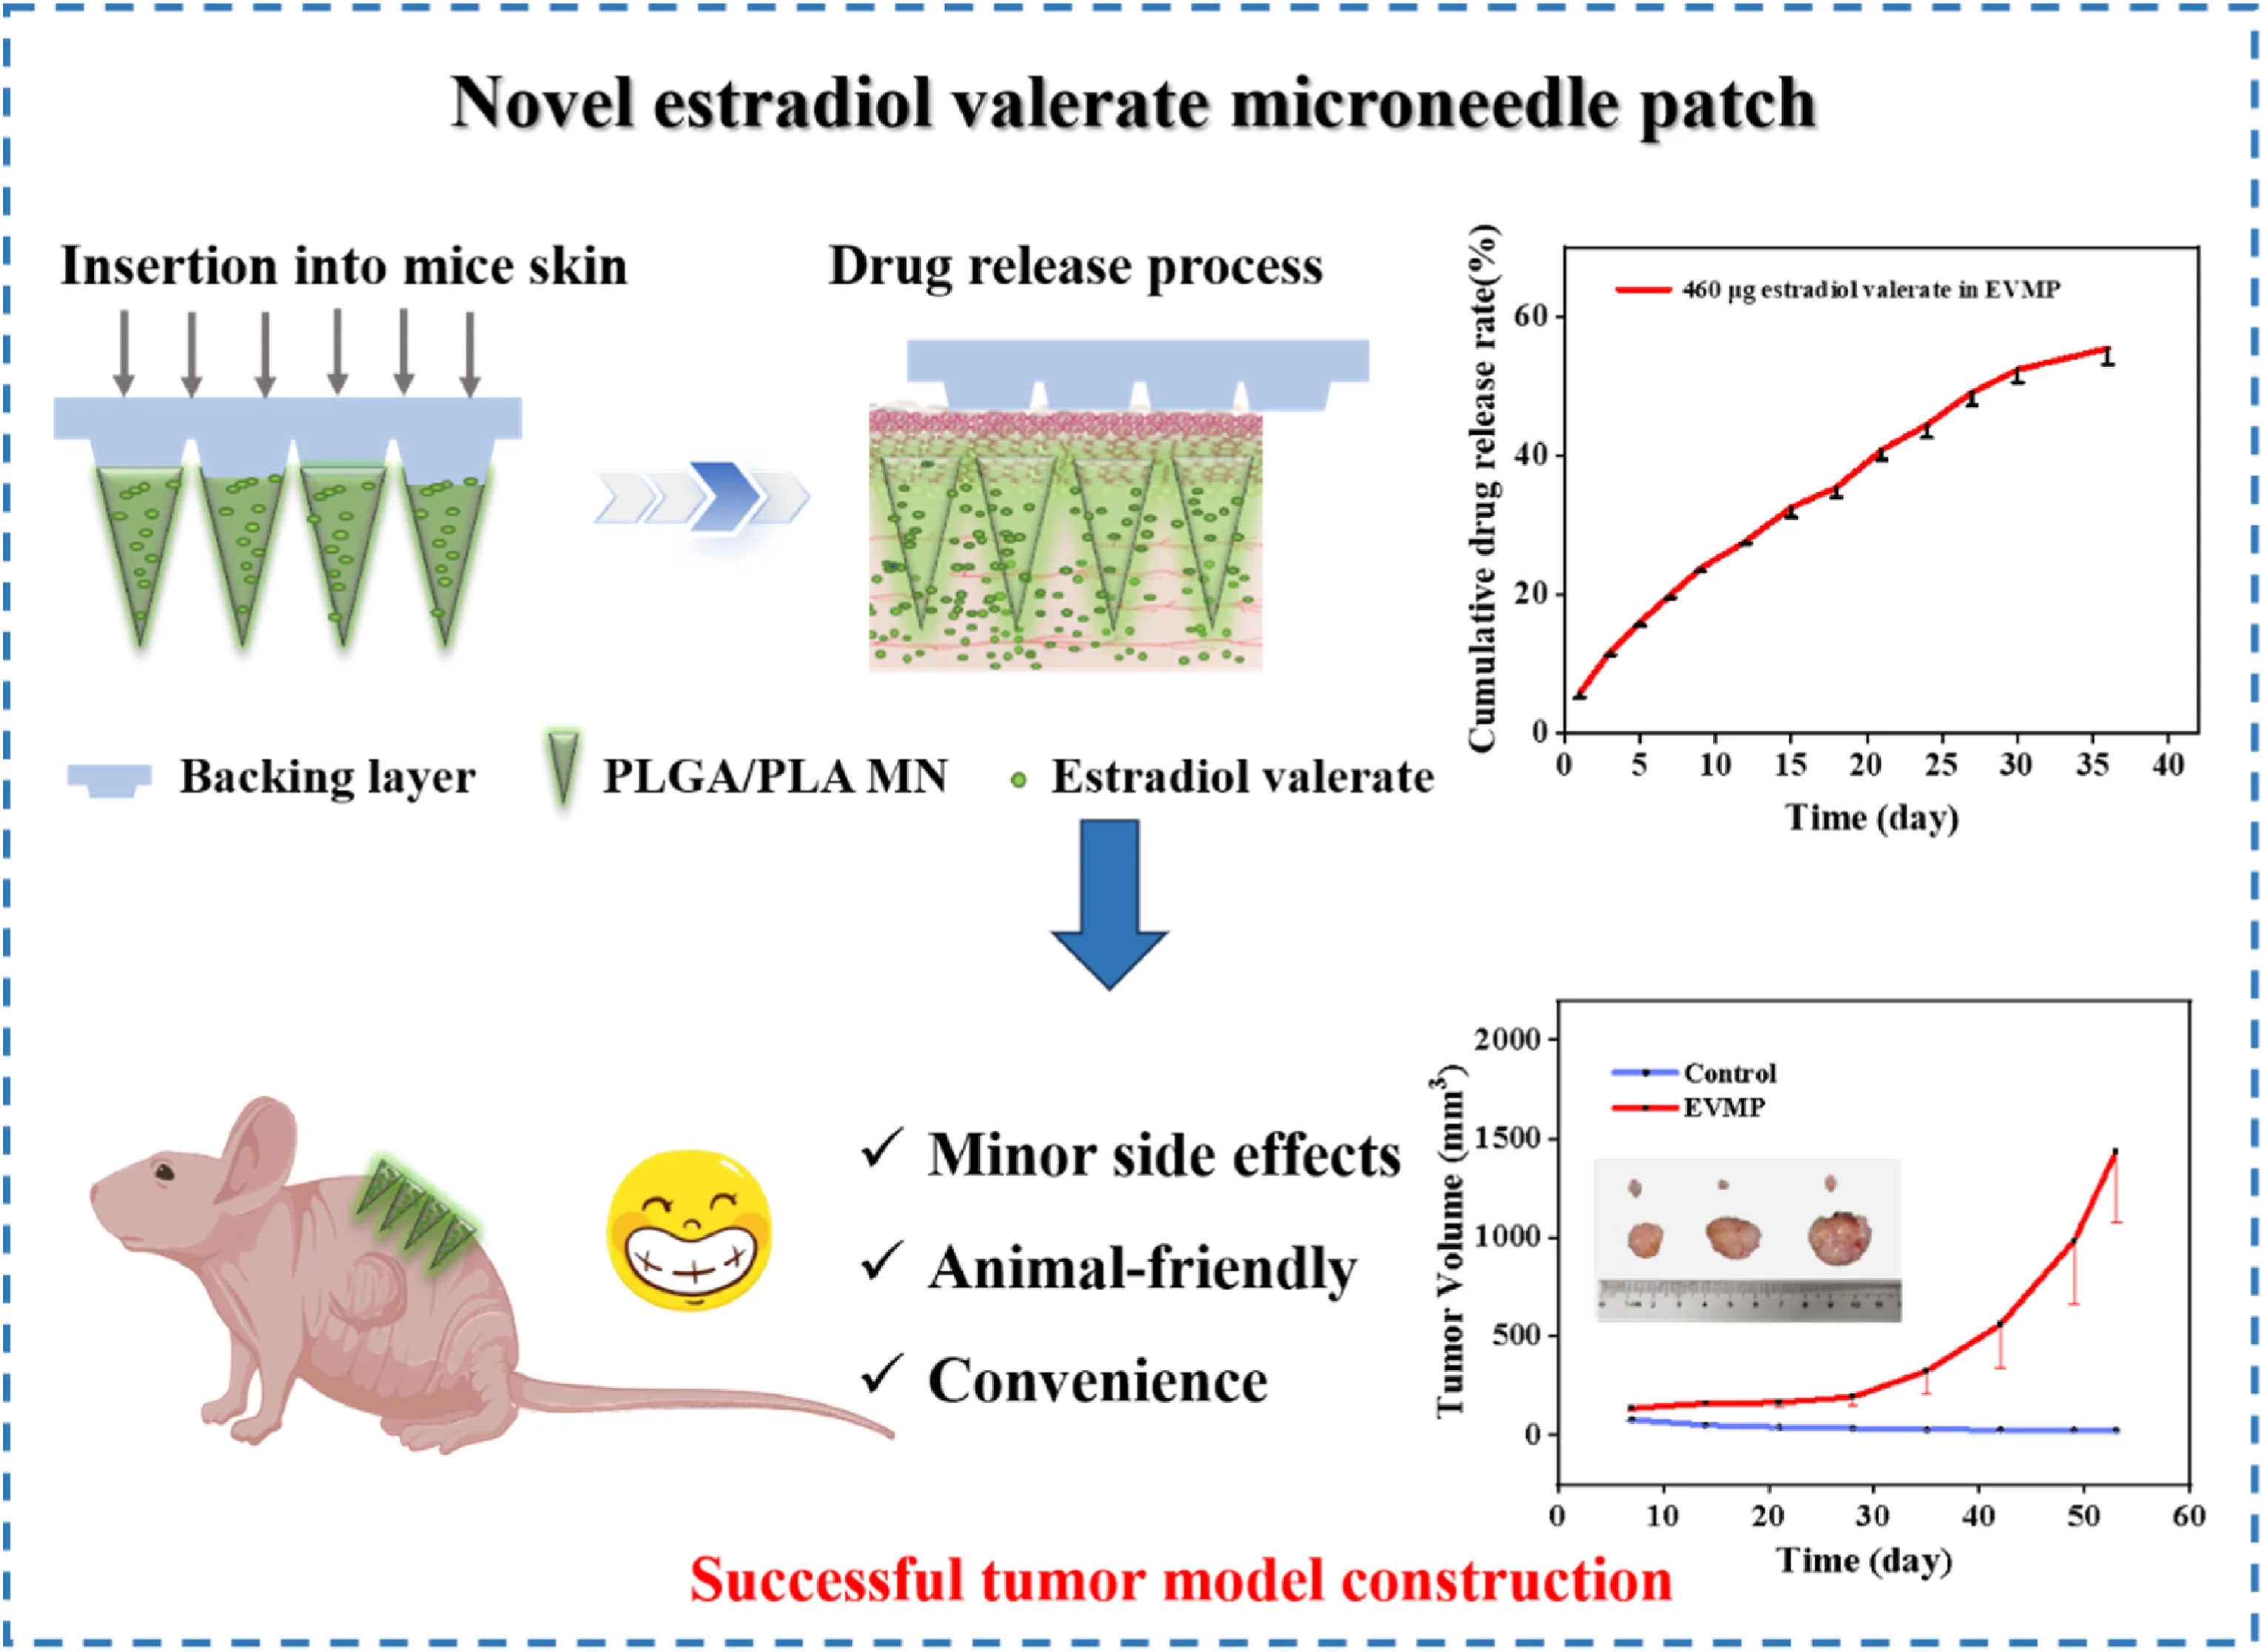 Novel estradiol valerate microneedle patch
Insertion into mice skin
Drug release process
Backing layer
PLGA/PLA MN
Estradiol valerate
Cumulative drug release rate(%)
460 μg estradiol valerate in EVMP
60
40
20
0
0 5 10 15 20 25 30 35 40
Time (day)
Minor side effects
Animal-friendly
Convenience
Tumor Volume (mm³)
Control
EVMP
2000
1500
1000
500
0
0 10 20 30 40 50 60
Time (day)
Successful tumor model construction